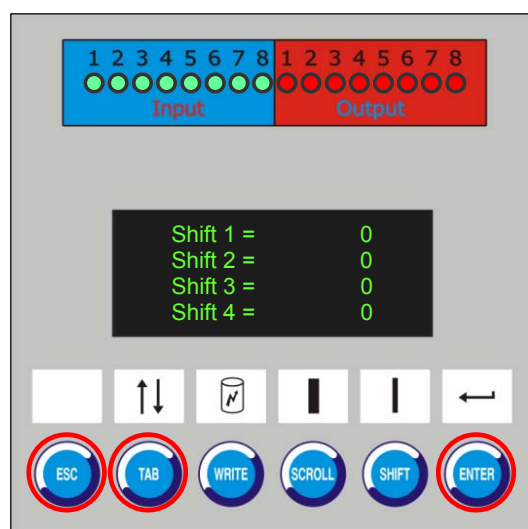 1 2 3 4 5 6 7 8 1 2 3 4 5 6 7 8
Input Output
Shift 1 = 0
Shift 2 = 0
Shift 3 = 0
Shift 4 = 0
ESC TAB WRITE SCROLL SHIFT ENTER